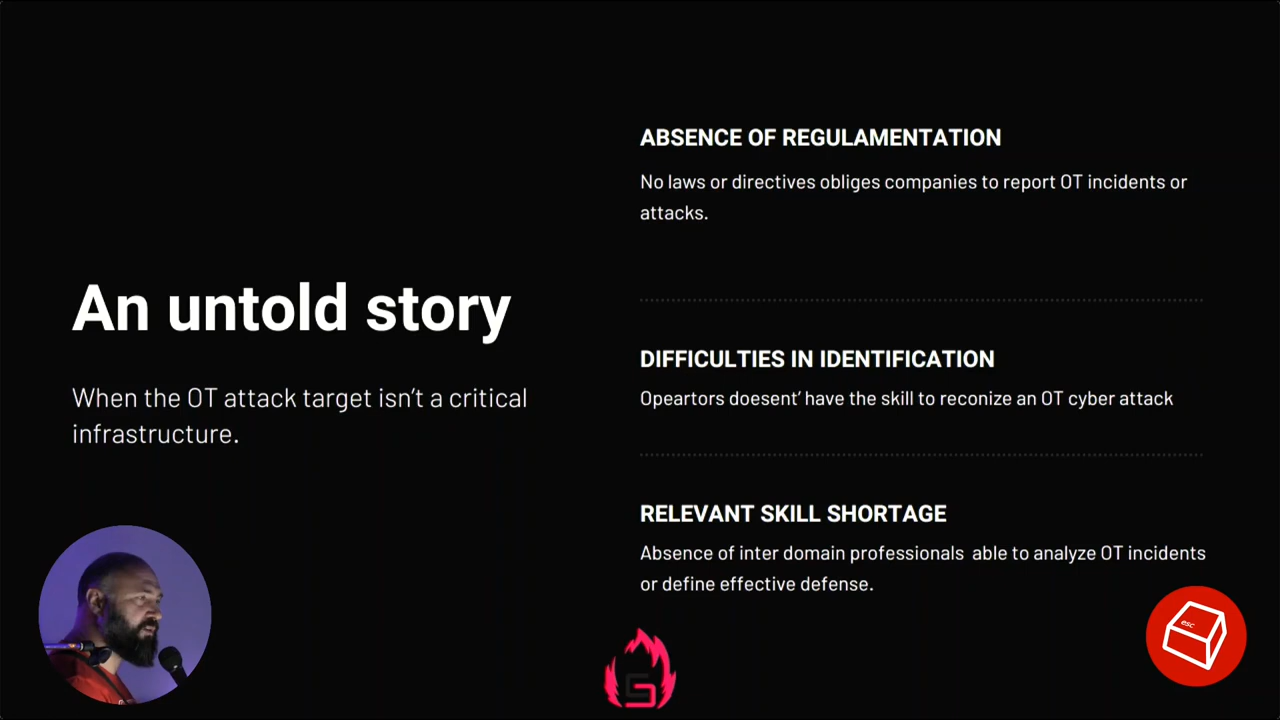 An untold story
When the OT attack target isn’t a critical
infrastructure.
ABSENCE OF REGULAMENTATION
No laws or directives obliges companies to report OT incidents or
attacks.
DIFFICULTIES IN IDENTIFICATION
Opeartors doesent’ have the skill to reconize an OT cyber attack
RELEVANT SKILL SHORTAGE
Absence of inter domain professionals  able to analyze OT incidents
or define effective defense.
esc